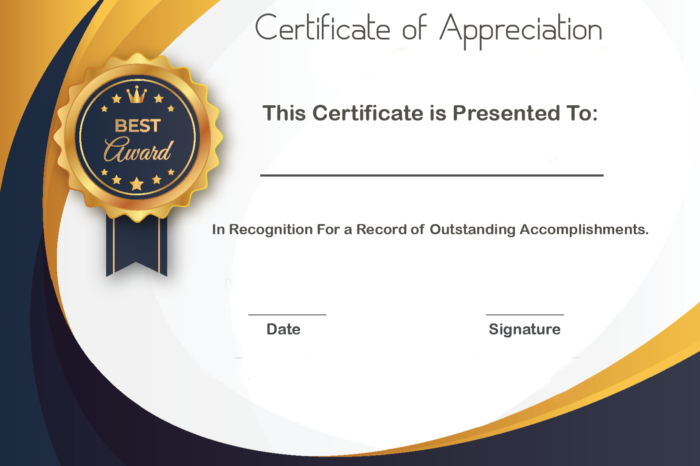 Certificate of Appreciation
This Certificate is Presented To:
BEST
Award
In Recognition For a Record of Outstanding Accomplishments.
Date
Signature